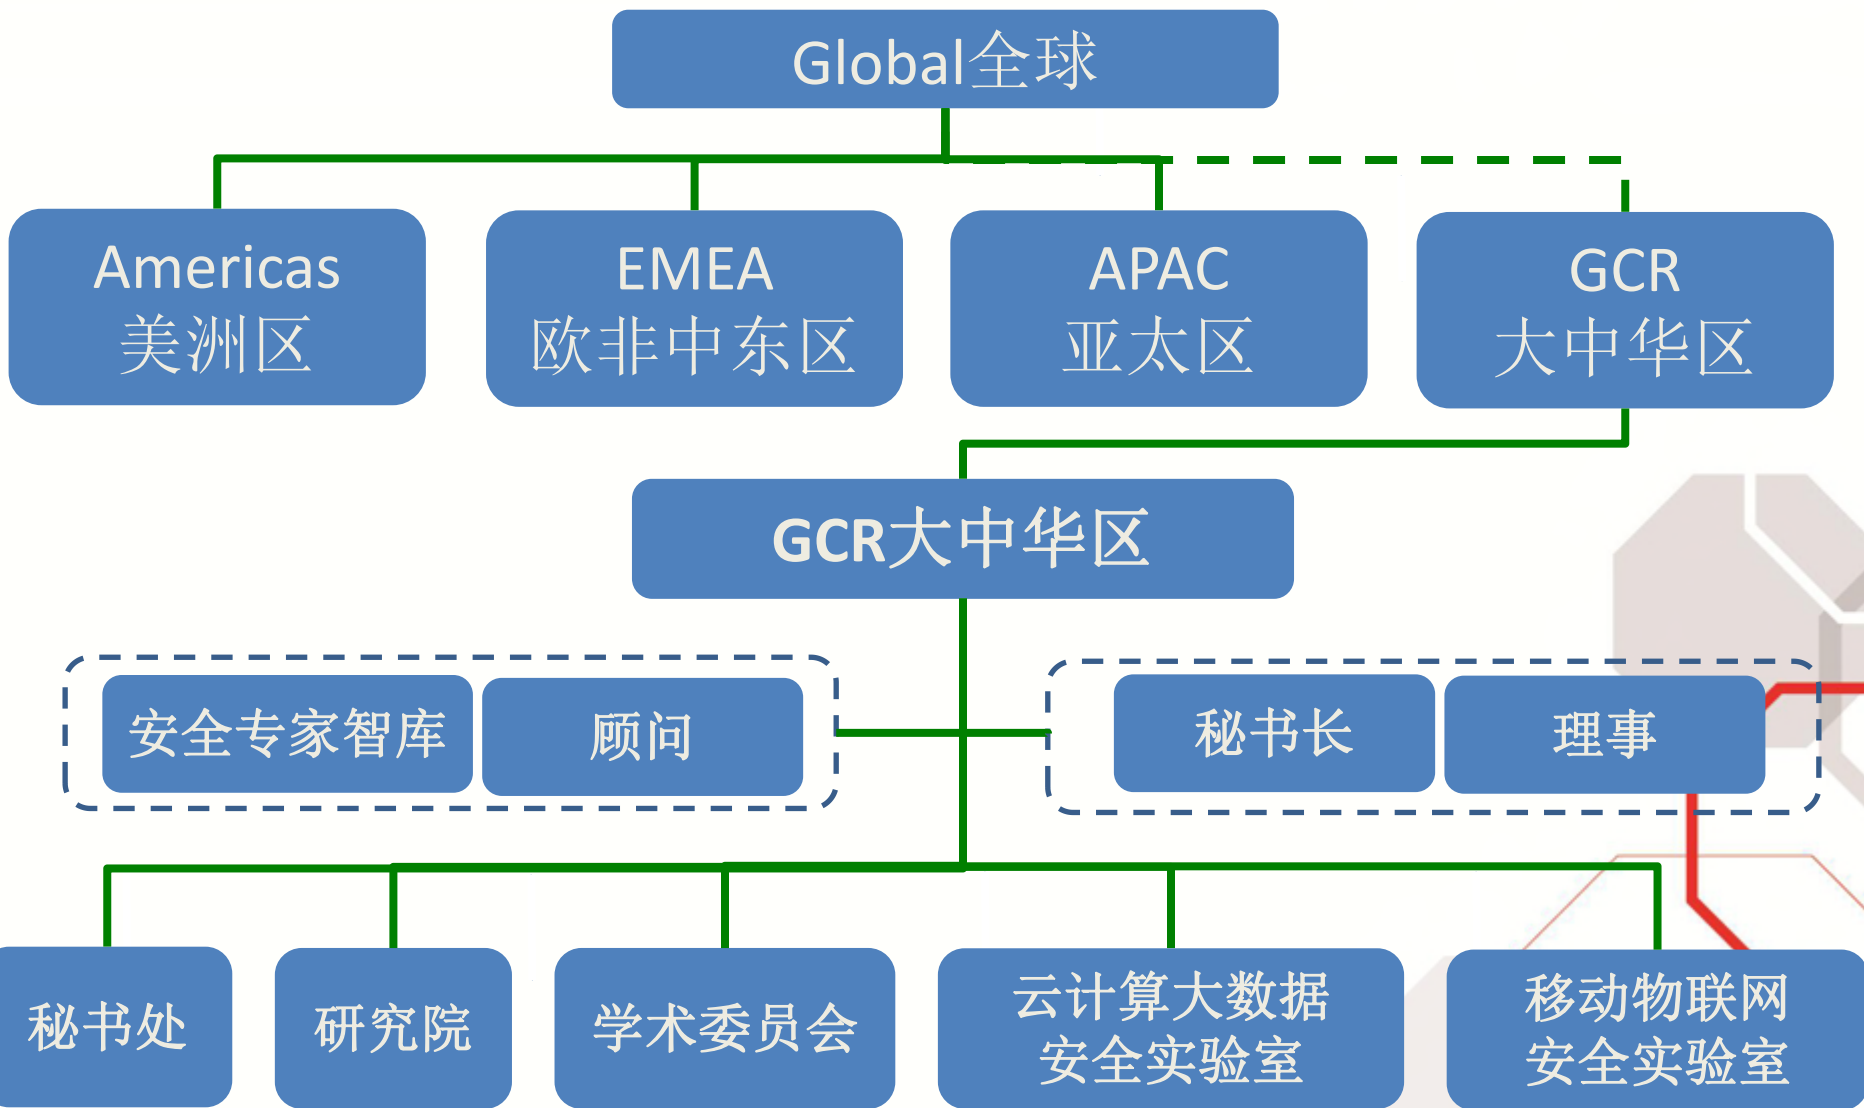 Global全球
Americas
美洲区
EMEA
欧非中东区
APAC
亚太区
GCR
大中华区
GCR大中华区
安全专家智库
顾问
秘书长
理事
秘书处
研究院
学术委员会
云计算大数据
安全实验室
移动物联网
安全实验室